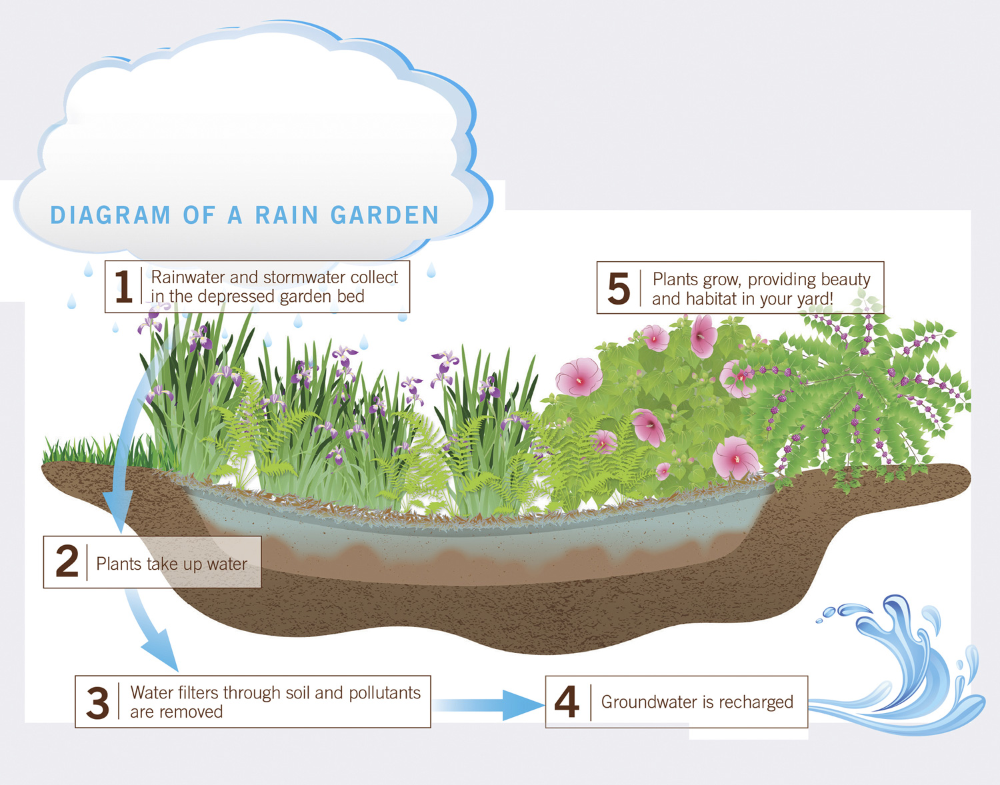 DIAGRAM OF A RAIN GARDEN
1
Rainwater and stormwater collect
in the depressed garden bed
5
Plants grow, providing beauty
and habitat in your yard!
2
Plants take up water
3
Water filters through soil and pollutants
are removed
4
Groundwater is recharged